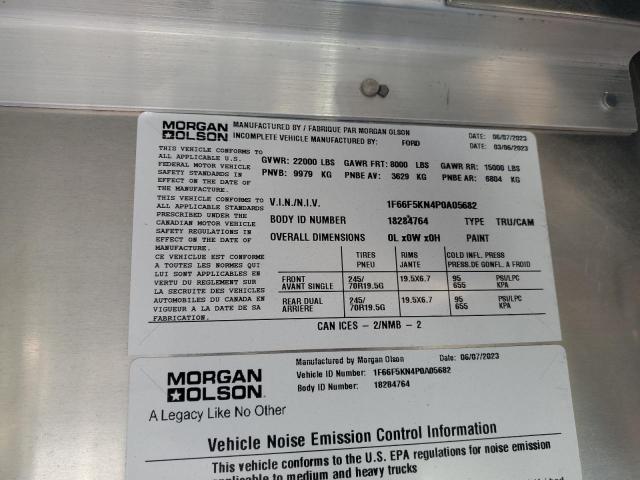 MORGAN OLSON
MANUFACTURED BY / FABRIQUE PAR MORGAN OLSON DATE: 06/07/2023
INCOMPLETE VEHICLE MANUFACTURED BY: FORD DATE: 03/06/2023
THIS VEHICLE CONFORMS TO
ALL APPLICABLE U.S.
FEDERAL MOTOR VEHICLE
SAFETY STANDARDS IN
EFFECT ON THE DATE OF
THE MANUFACTURE.
GVWR: 22000 LBS GAWR FRT: 8000 LBS GAWR RR: 15000 LBS
PNVB: 9979 KG PNBE AV: 3629 KG PNBE AR: 6804 KG
THIS VEHICLE CONFORMS TO
ALL APPLICABLE STANDARDS
PRESCRIBED UNDER THE
CANADIAN MOTOR VEHICLE
SAFETY REGULATIONS IN
EFFECT ON THE DATE OF
MANUFACTURE.
CE VEHICLUE EST CONFORME
A TOUTES LES NORMES QUI
LUI SONT APPLICABLES EN
VERTU DU REGLEMENT SUR
LA SECRUITE DES VEHICLES
AUTOMOBILES DU CANADA EN
VIGUEUR A LA DATE DE SA
FABRICATION.
V.I.N./N.I.V. 1F66F5KN4P0A05682
BODY ID NUMBER 18284764 TYPE TRU/CAM
OVERALL DIMENSIONS 0L x0W x0H PAINT
TIRES RIMS COLD INFL. PRESS
PNEU JANTE PRESS.DE GONFL. A FROID
FRONT 245/ 19.5X6.7 95 PSI/LPC
AVANT SINGLE 70R19.5G 655 KPA
REAR DUAL 245/ 19.5X6.7 95 PSI/LPC
ARRIERE 70R19.5G 655 KPA
CAN ICES - 2/NMB - 2
MORGAN OLSON
A Legacy Like No Other
Manufactured by Morgan Olson Date: 06/07/2023
Vehicle ID Number: 1F66F5KN4P0A05682
Body ID Number: 18284764
Vehicle Noise Emission Control Information
This vehicle conforms to the U.S. EPA regulations for noise emission
applicable to medium and heavy trucks